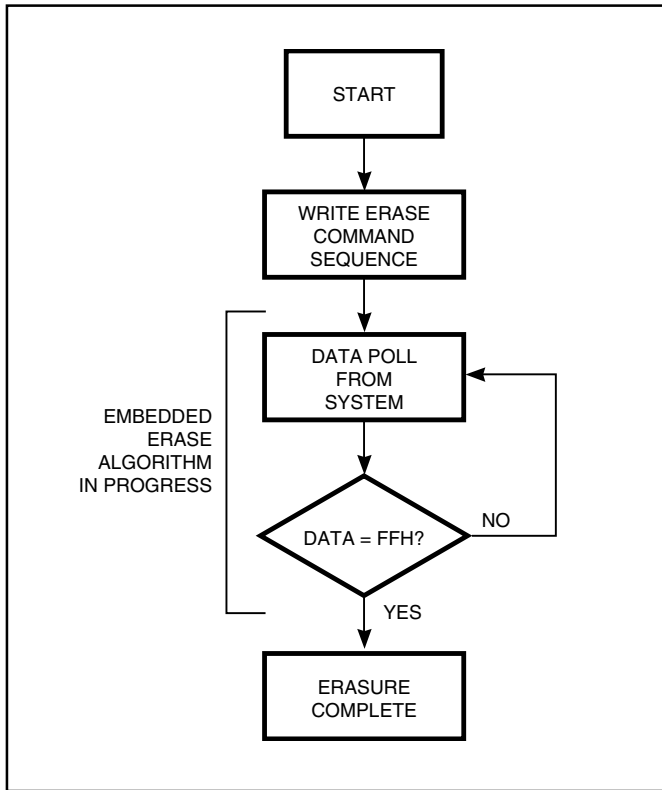 START
WRITE ERASE
COMMAND
SEQUENCE
DATA POLL
FROM
SYSTEM
EMBEDDED
ERASE
ALGORITHM
IN PROGRESS
DATA = FFH?
NO
YES
ERASURE
COMPLETE